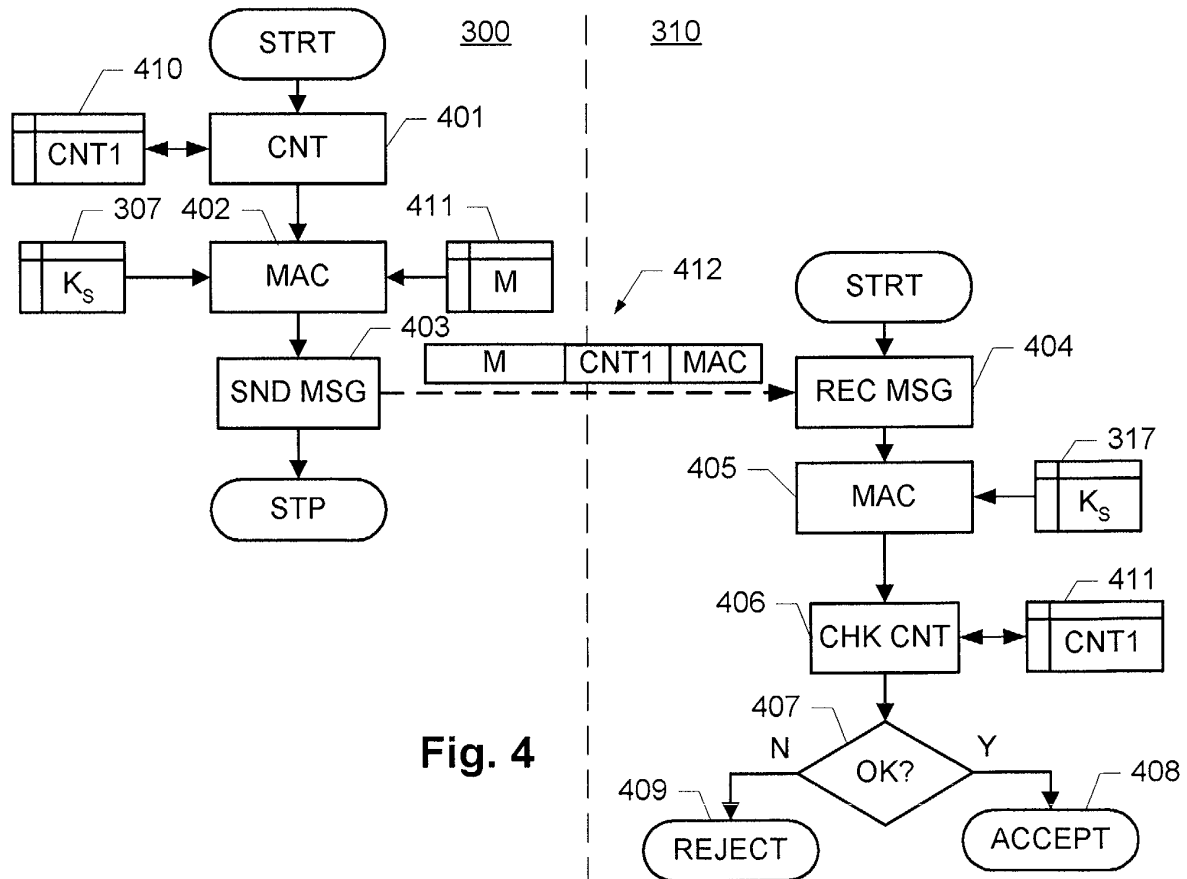 300
310
STRT
410
401
CNT1
CNT
307
402
411
K_S
MAC
M
412
STRT
403
404
M CNT1 MAC
SND MSG
REC MSG
317
405
MAC
K_S
STP
411
406
CHK CNT
CNT1
407
N
Y
OK?
Fig. 4
409
408
REJECT
ACCEPT